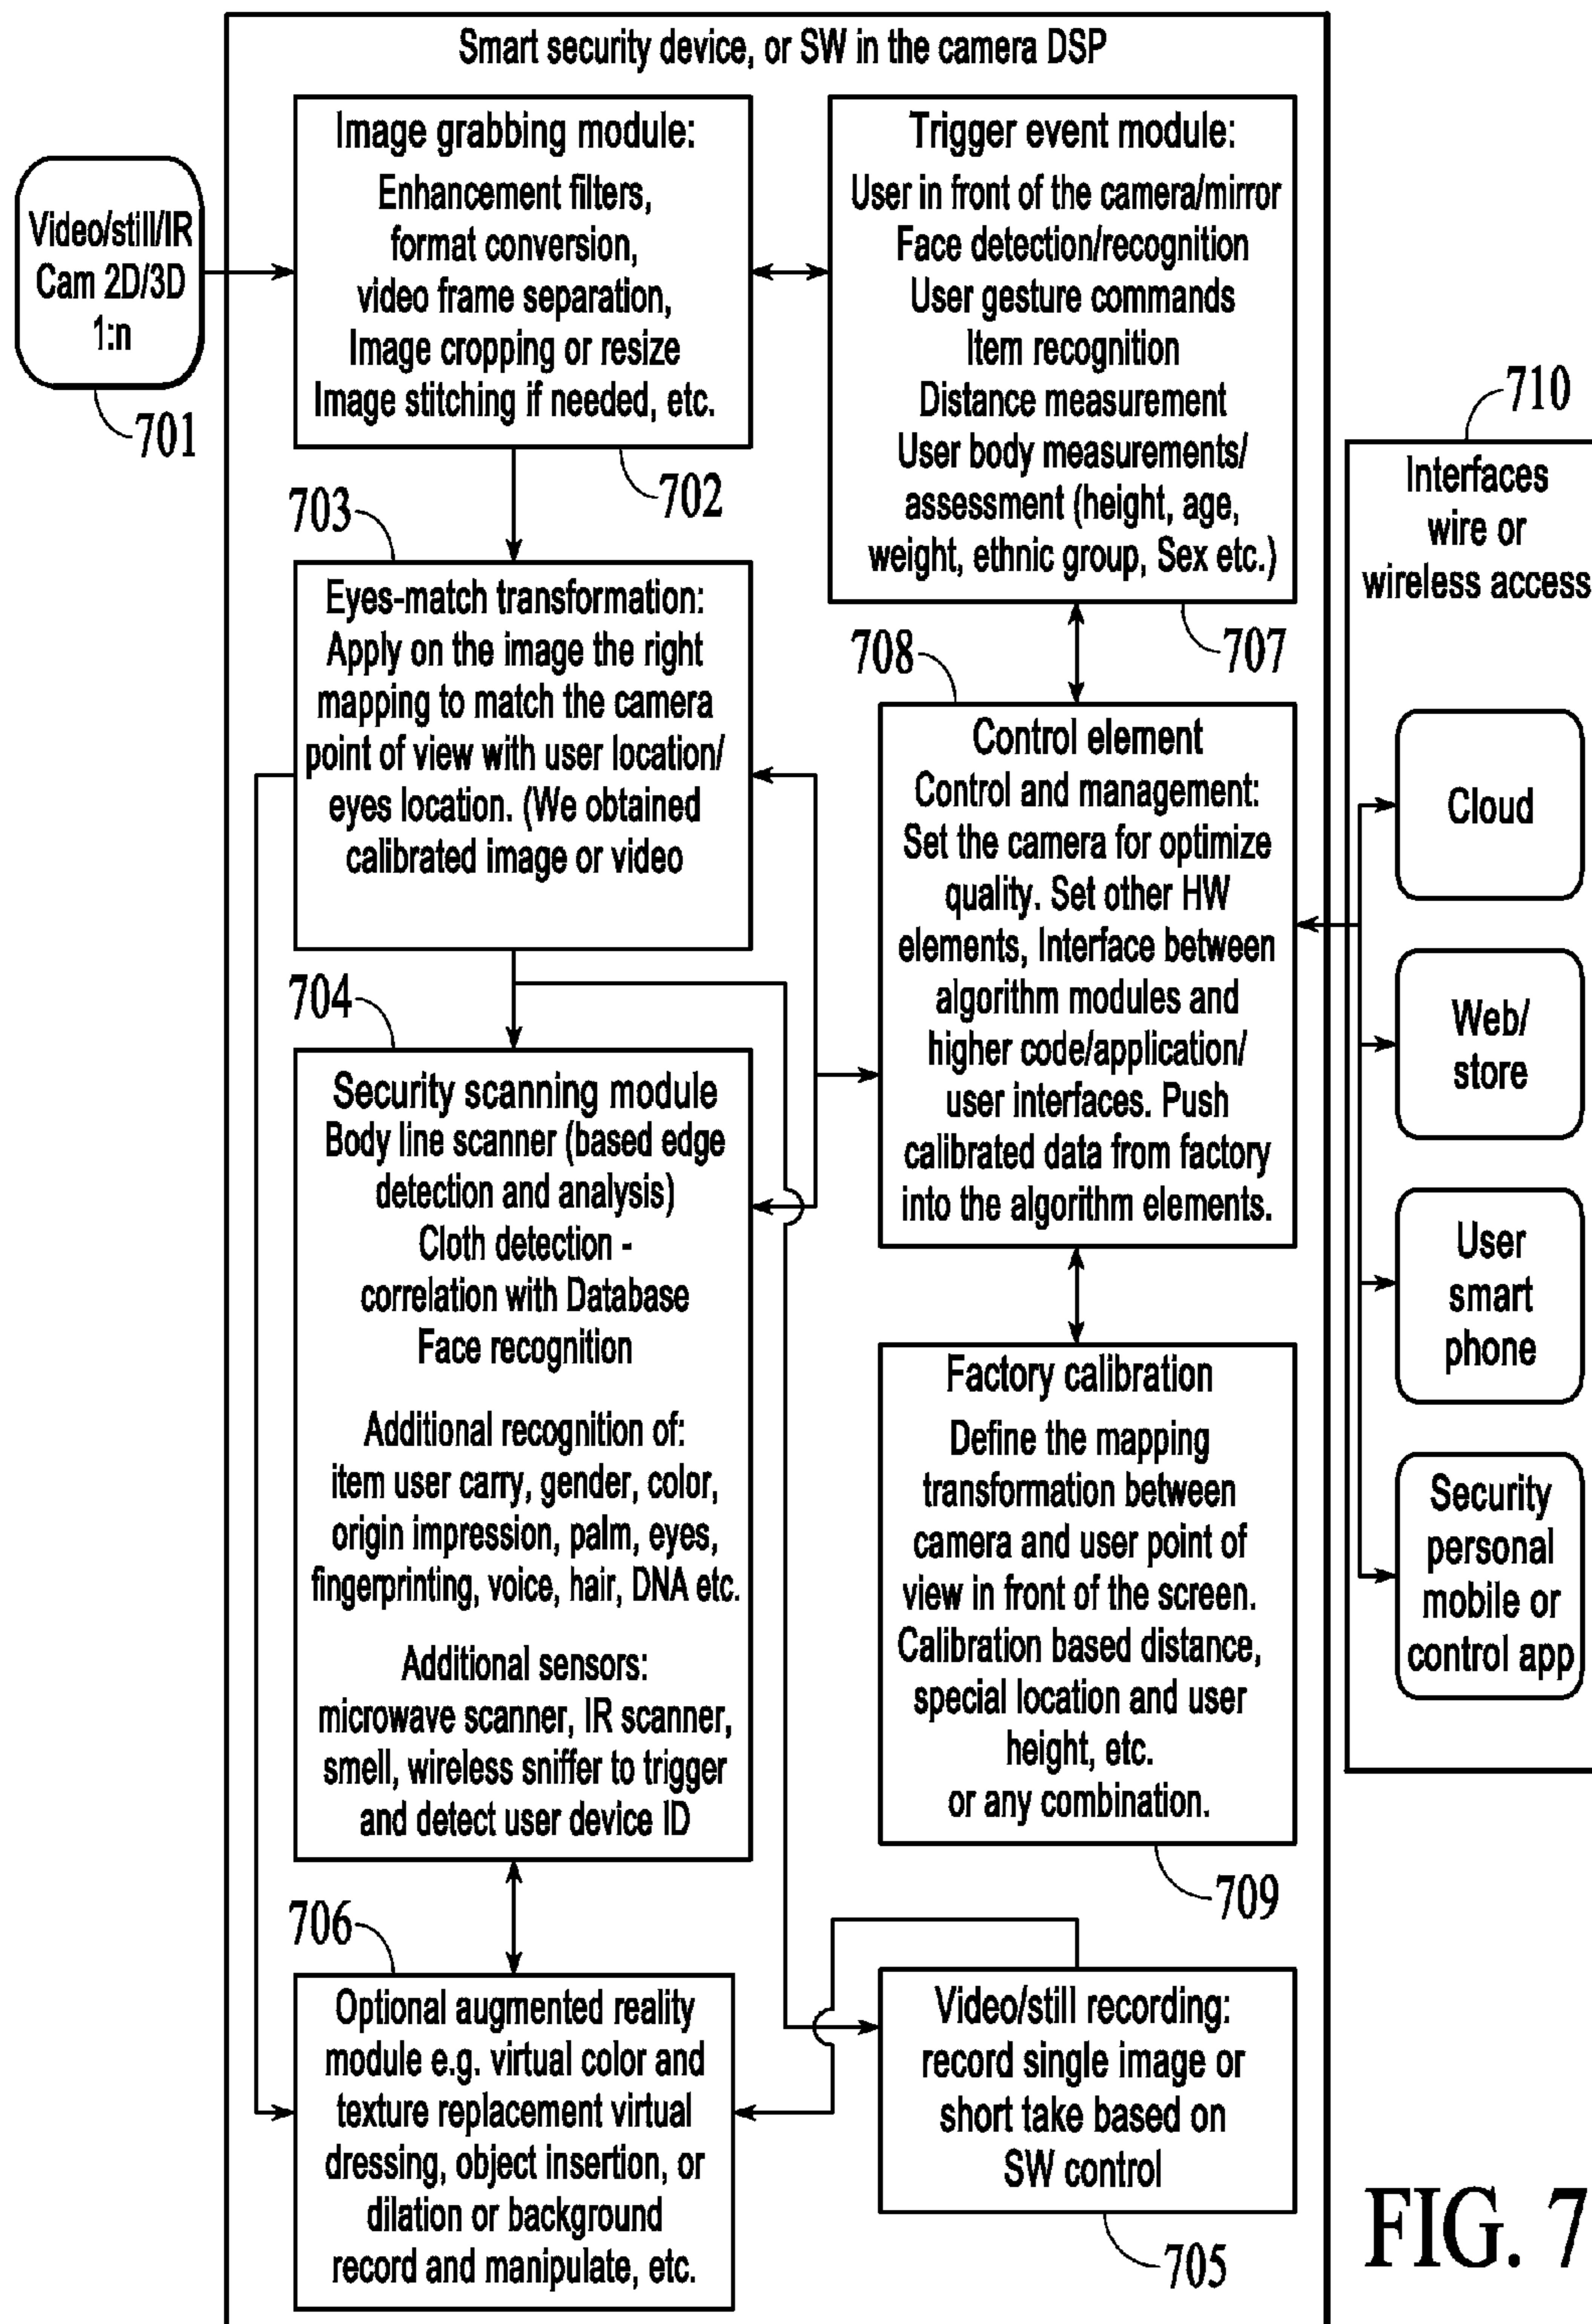 Smart security device, or SW in the camera DSP
Video/still/IR
Cam 2D/3D
1:n
701
Image grabbing module:
Enhancement filters,
format conversion,
video frame separation,
Image cropping or resize
Image stitching if needed, etc.
702
Trigger event module:
User in front of the camera/mirror
Face detection/recognition
User gesture commands
Item recognition
Distance measurement
User body measurements/
assessment (height, age,
weight, ethnic group, Sex etc.)
707
703
Eyes-match transformation:
Apply on the image the right
mapping to match the camera
point of view with user location/
eyes location. (We obtained
calibrated image or video
708
Control element
Control and management:
Set the camera for optimize
quality. Set other HW
elements, Interface between
algorithm modules and
higher code/application/
user interfaces. Push
calibrated data from factory
into the algorithm elements.
704
Security scanning module
Body line scanner (based edge
detection and analysis)
Cloth detection -
correlation with Database
Face recognition
Additional recognition of:
item user carry, gender, color,
origin impression, palm, eyes,
fingerprinting, voice, hair, DNA etc.
Additional sensors:
microwave scanner, IR scanner,
smell, wireless sniffer to trigger
and detect user device ID
Factory calibration
Define the mapping
transformation between
camera and user point of
view in front of the screen.
Calibration based distance,
special location and user
height, etc.
or any combination.
709
706
Optional augmented reality
module e.g. virtual color and
texture replacement virtual
dressing, object insertion, or
dilation or background
record and manipulate, etc.
Video/still recording:
record single image or
short take based on
SW control
705
710
Interfaces
wire or
wireless access
Cloud
Web/
store
User
smart
phone
Security
personal
mobile or
control app
FIG. 7